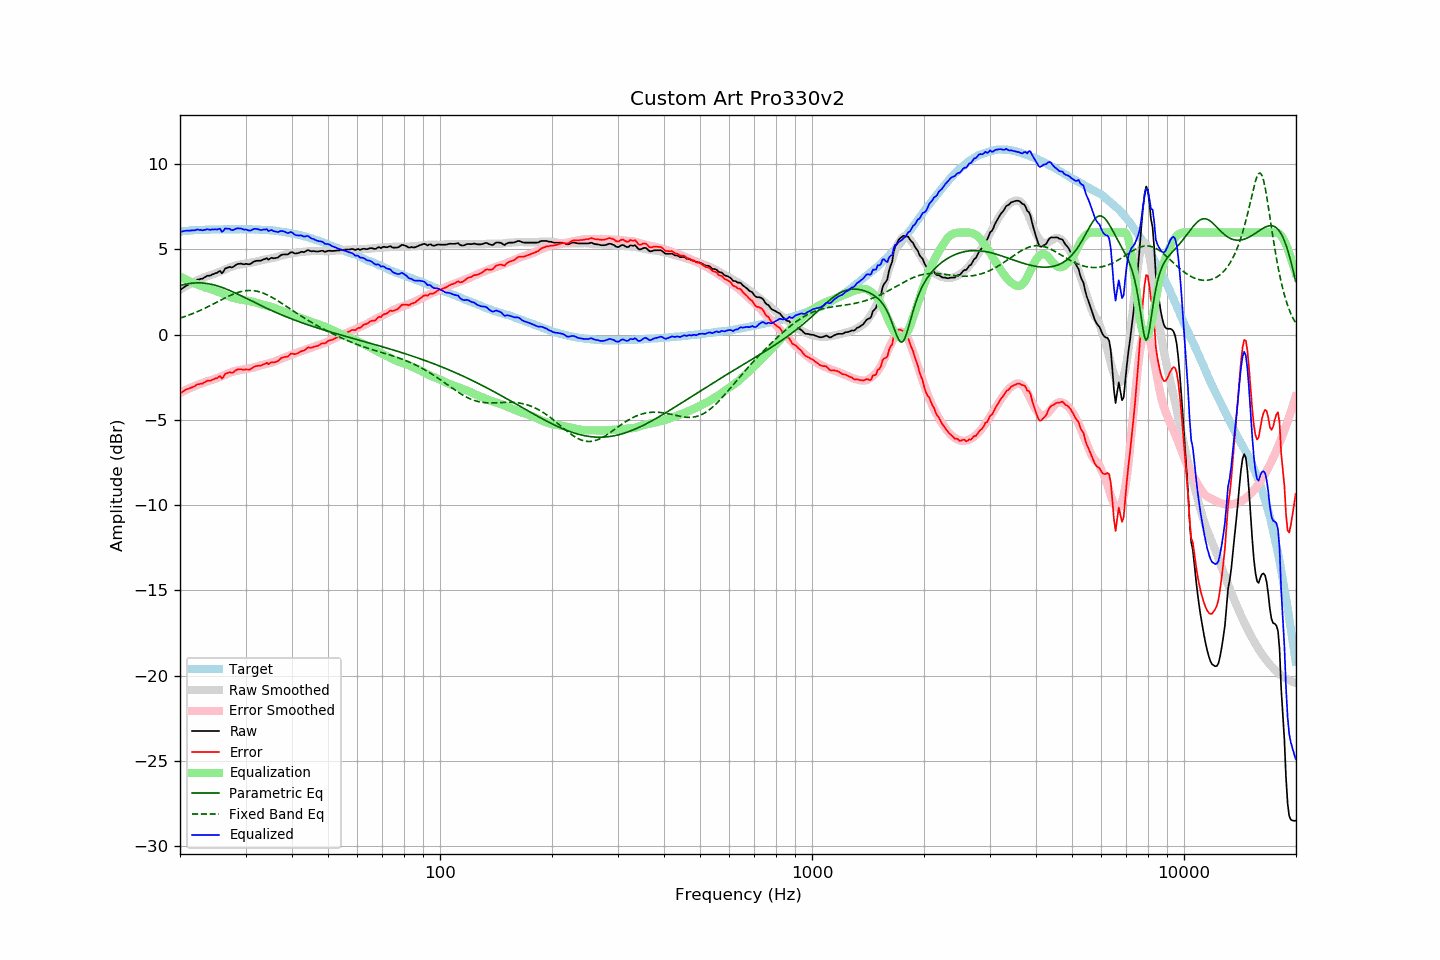 Custom Art Pro330v2
Amplitude (dBr)
10
5
0
−5
−10
−15
−20
−25
−30
Target
Raw Smoothed
Error Smoothed
Raw
Error
Equalization
Parametric Eq
Fixed Band Eq
Equalized
100
1000
10000
Frequency (Hz)